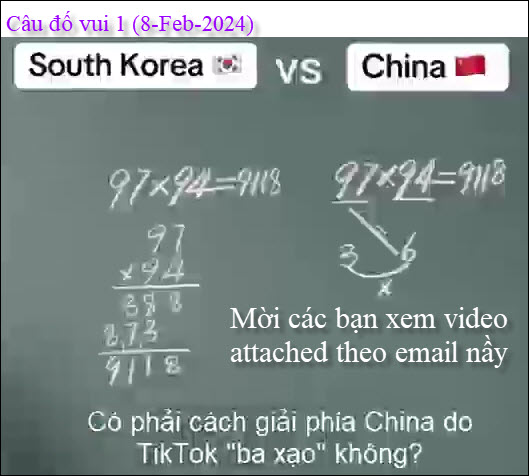 Câu đố vui 1 (8-Feb-2024)
South Korea 🇰🇷 VS China 🇨🇳
97×94=9118
97
×94
388
873
9118
97×94=9118
3 6
×
Mời các bạn xem video
attached theo email nầy
Có phải cách giải phía China do
TikTok "ba xạo" không?